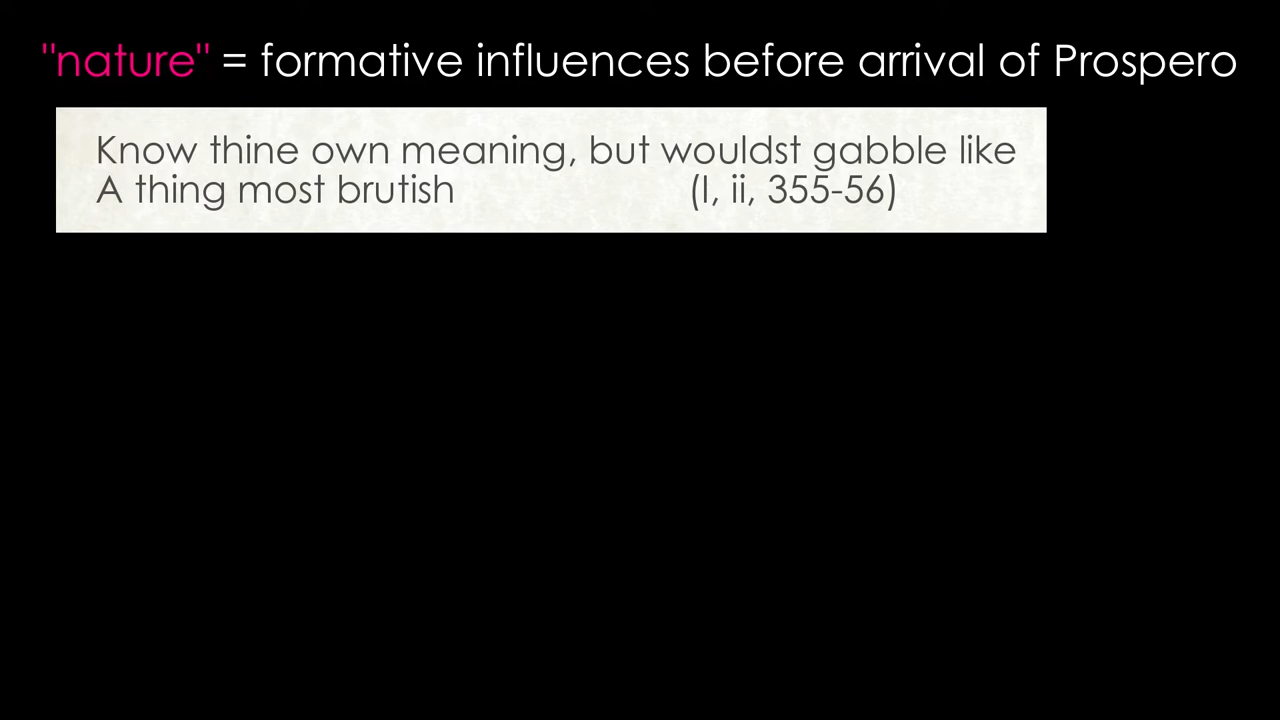 "nature" = formative influences before arrival of Prospero
Know thine own meaning, but wouldst gabble like
A thing most brutish (I, ii, 355-56)